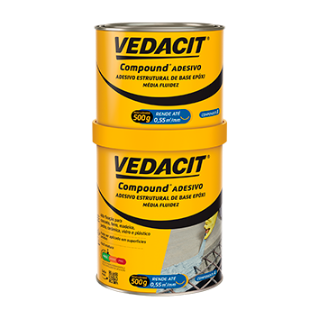 VEDACIT®
Compound ADESIVO
ADESIVO ESTRUTURAL DE BASE EPÓXI
MÉDIA FLUIDEZ
500g
RENDE ATÉ
0,55 m²/mm
VEDACIT®
Compound ADESIVO
ADESIVO ESTRUTURAL DE BASE EPÓXI
MÉDIA FLUIDEZ
500g
RENDE ATÉ
0,55 m²/mm